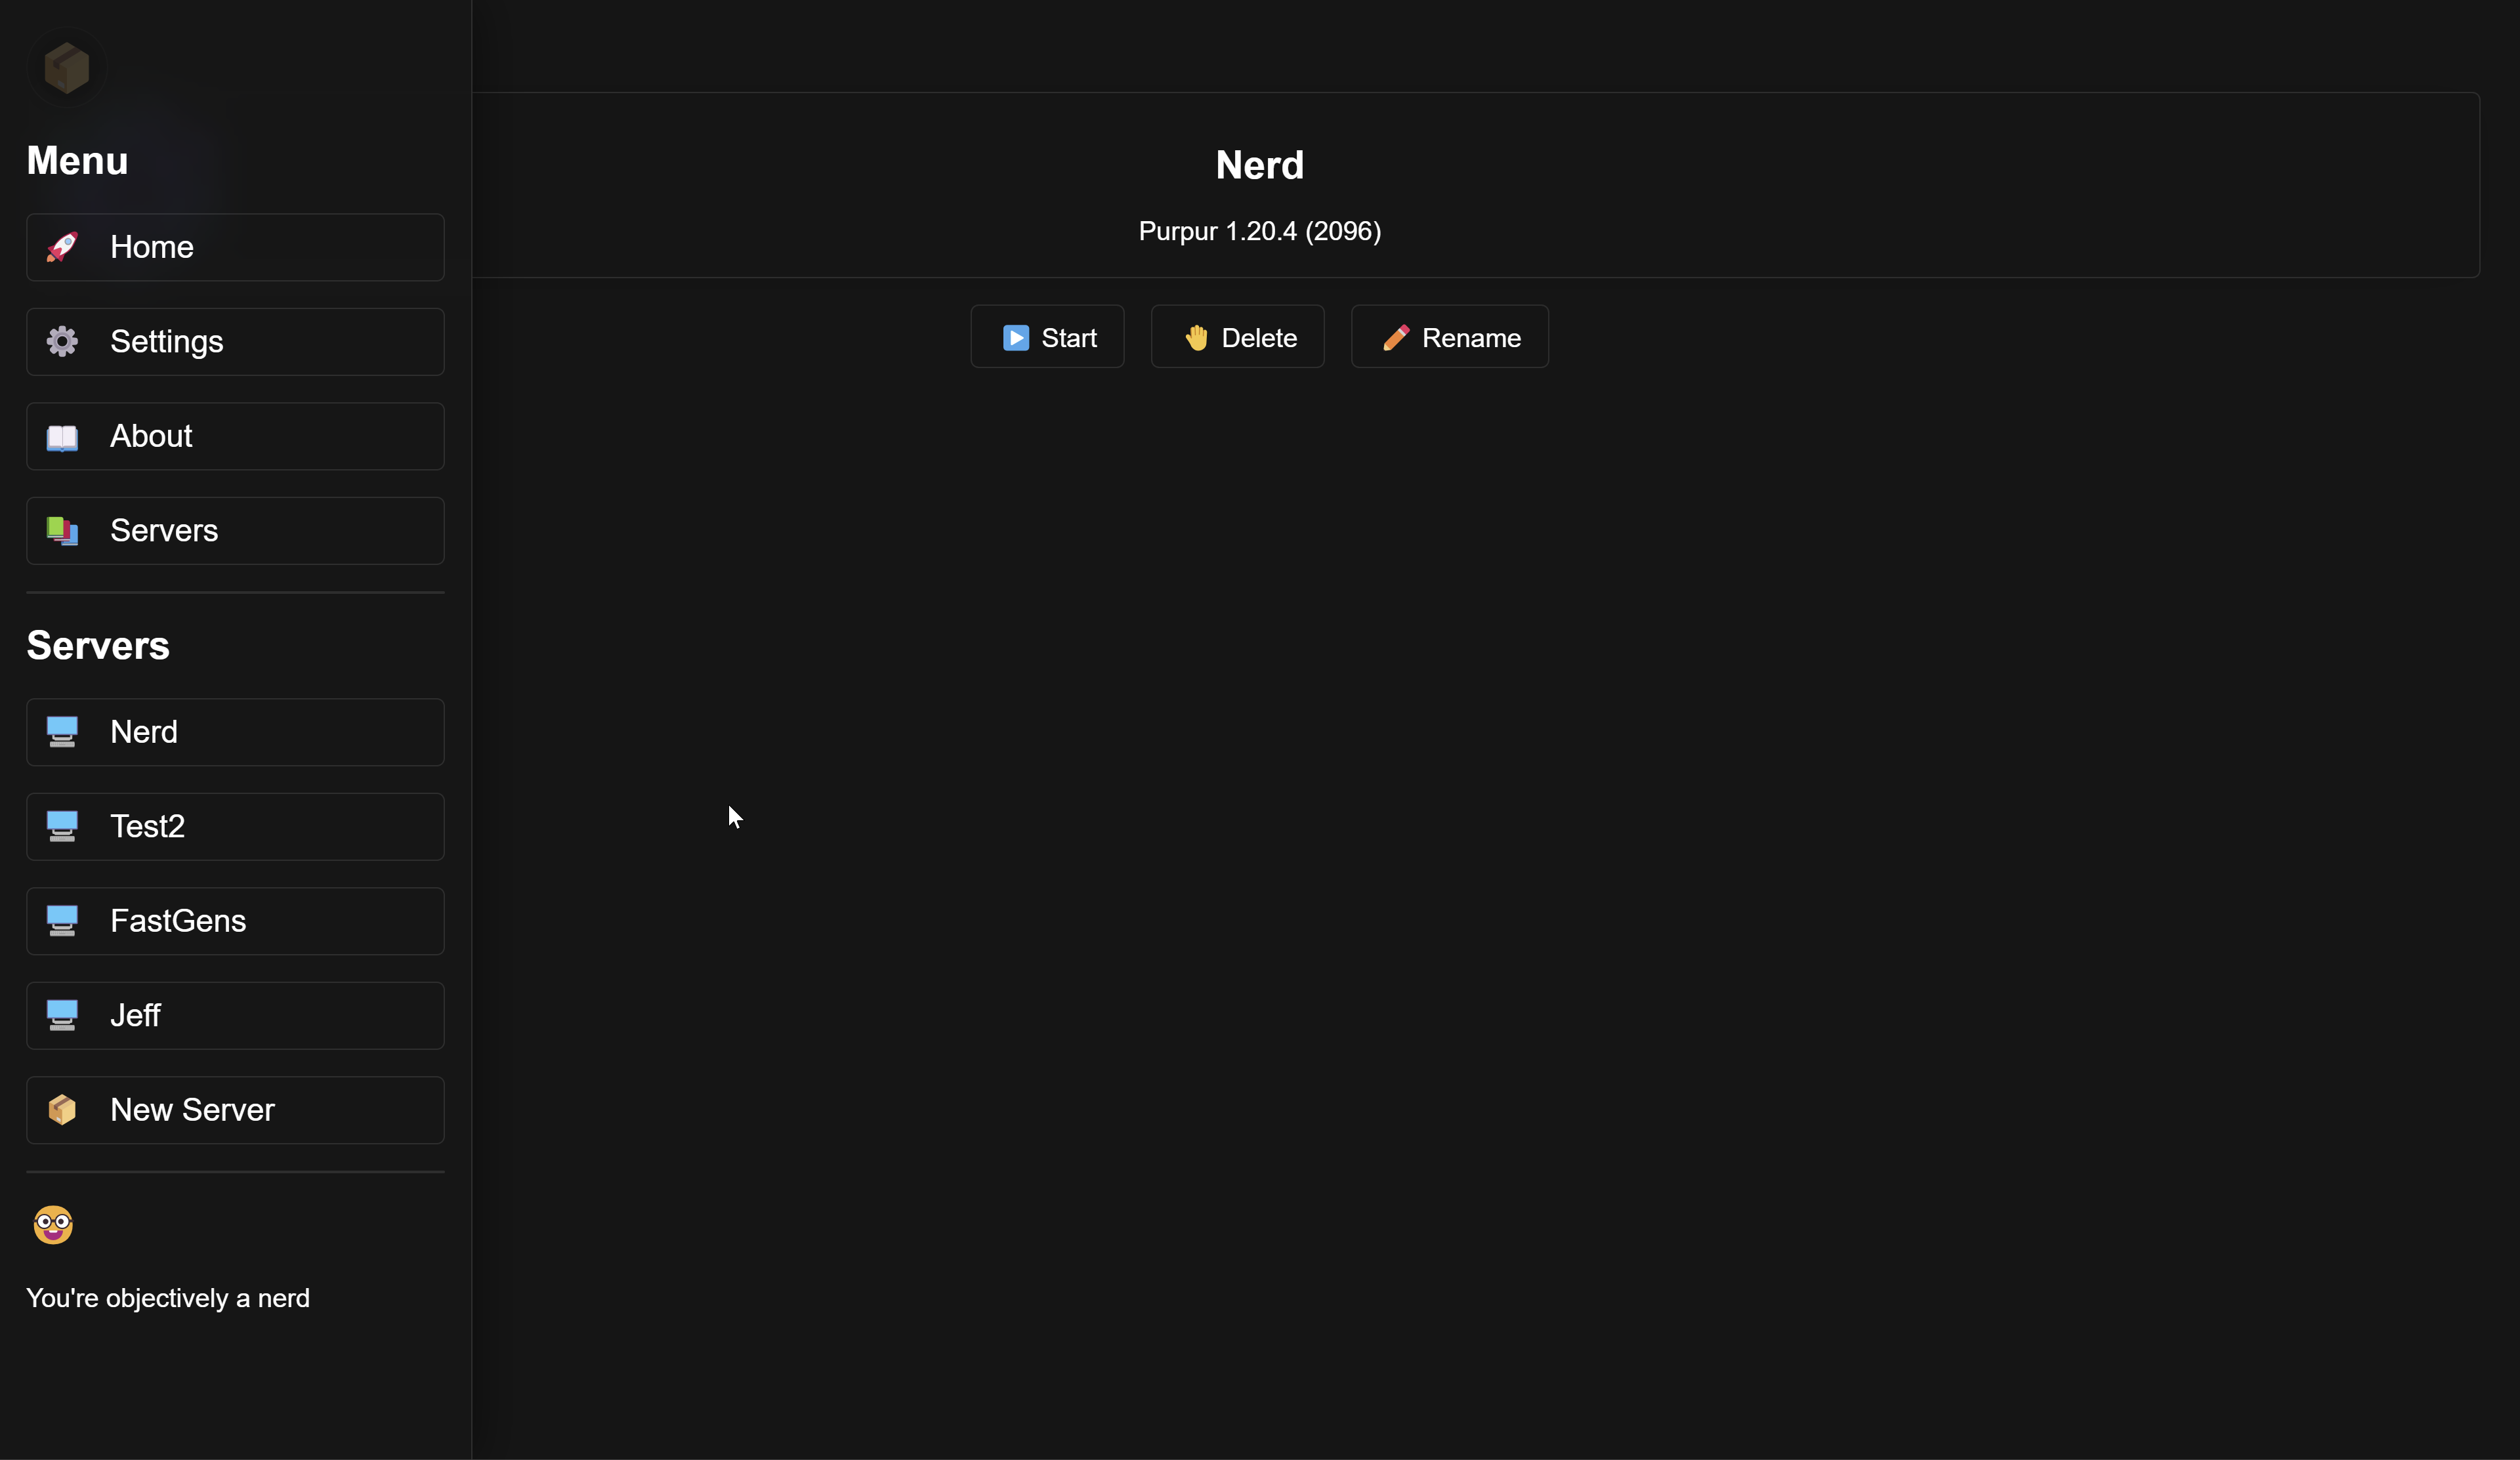 Menu
Home
Settings
About
Servers
Servers
Nerd
Test2
FastGens
Jeff
New Server
You're objectively a nerd
Nerd
Purpur 1.20.4 (2096)
Start
Delete
Rename